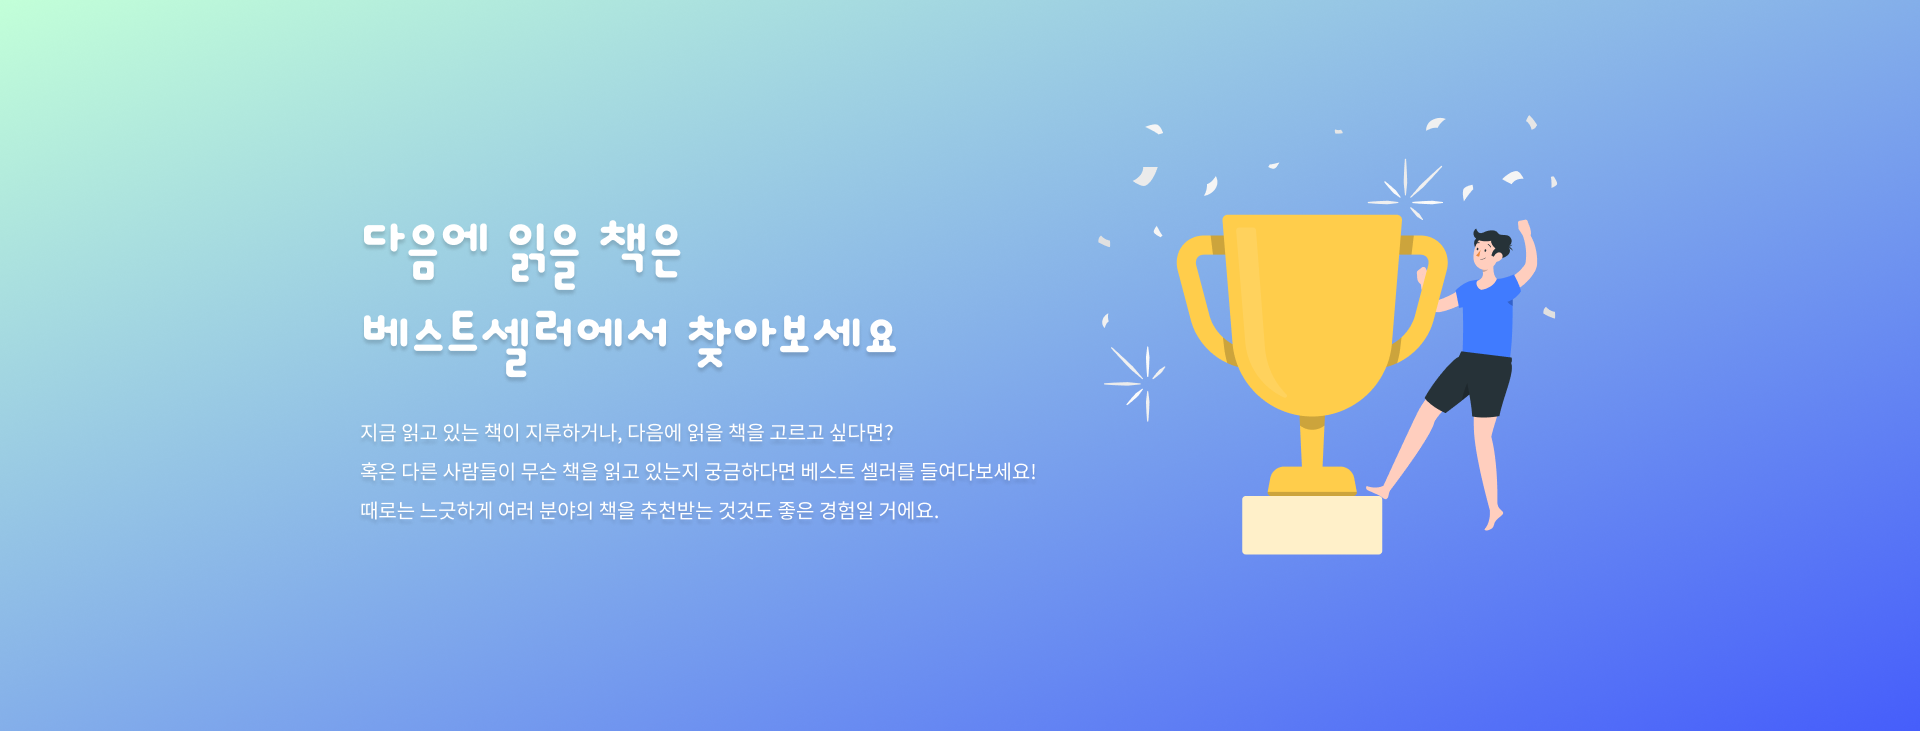 다음에 읽을 책은
베스트셀러에서 찾아보세요
지금 읽고 있는 책이 지루하거나, 다음에 읽을 책을 고르고 싶다면?
혹은 다른 사람들이 무슨 책을 읽고 있는지 궁금하다면 베스트 셀러를 들여다보세요!
때로는 느긋하게 여러 분야의 책을 추천받는 것것도 좋은 경험일 거에요.